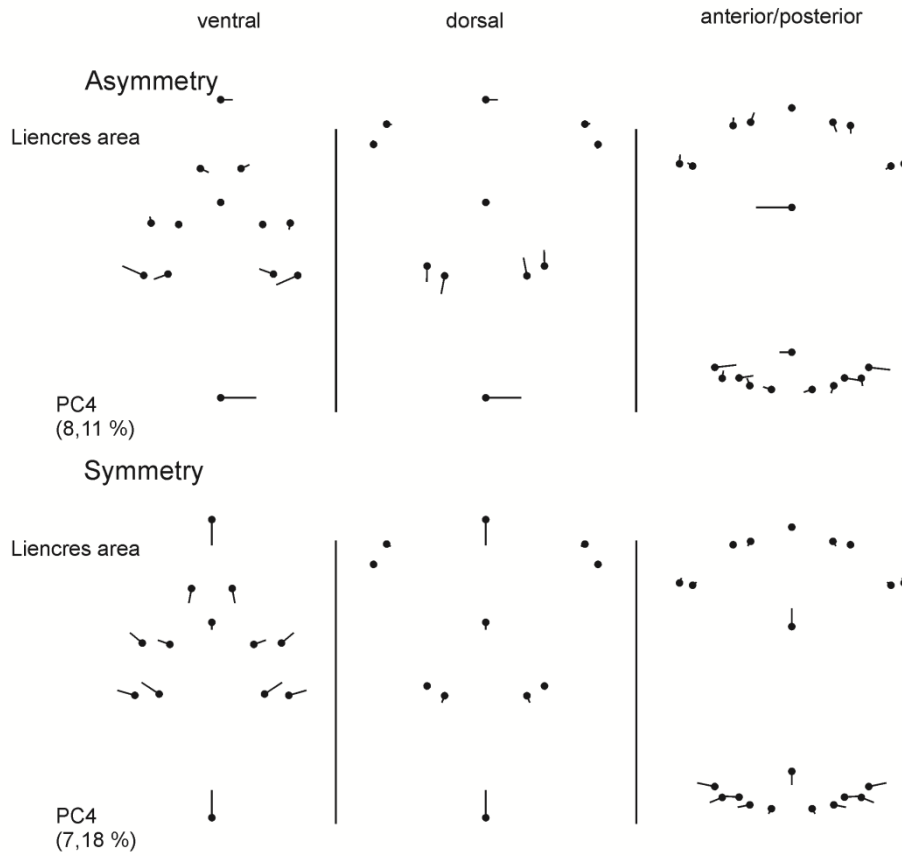 ventral
dorsal
anterior/posterior
Asymmetry
Liencres area
PC4
(8,11 %)
Symmetry
Liencres area
PC4
(7,18 %)